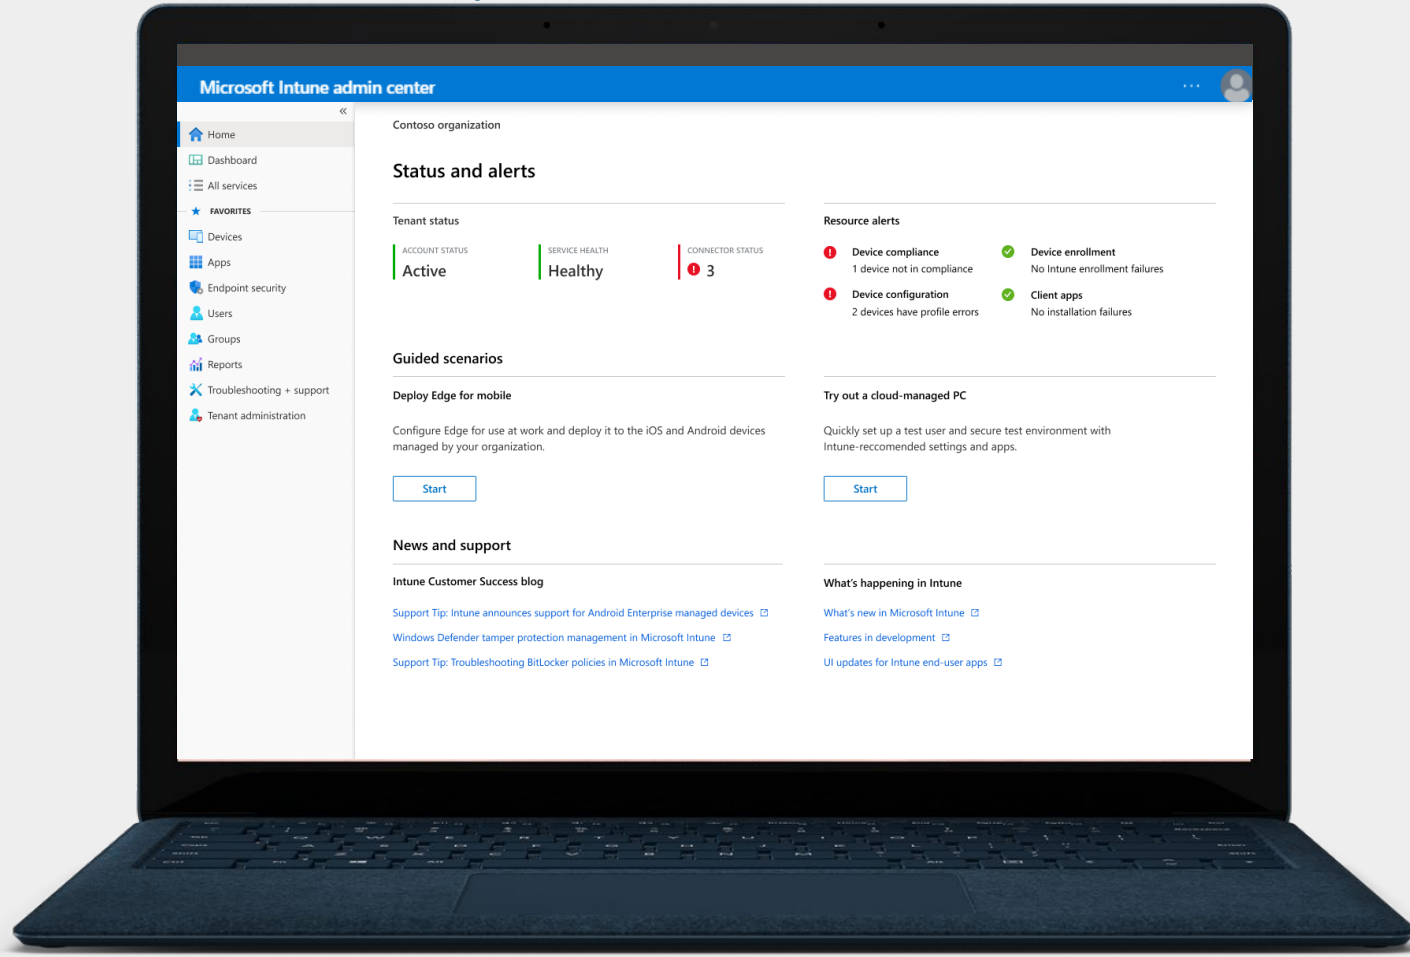 Microsoft Intune admin center
Home
Dashboard
All services
FAVORITES
Devices
Apps
Endpoint security
Users
Groups
Reports
Troubleshooting + support
Tenant administration
Contoso organization
Status and alerts
Tenant status
ACCOUNT STATUS
Active
SERVICE HEALTH
Healthy
CONNECTOR STATUS
3
Resource alerts
Device compliance
1 device not in compliance
Device enrollment
No Intune enrollment failures
Device configuration
2 devices have profile errors
Client apps
No installation failures
Guided scenarios
Deploy Edge for mobile
Configure Edge for use at work and deploy it to the iOS and Android devices
managed by your organization.
Start
Try out a cloud-managed PC
Quickly set up a test user and secure test environment with
Intune-reccomended settings and apps.
Start
News and support
Intune Customer Success blog
Support Tip: Intune announces support for Android Enterprise managed devices
Windows Defender tamper protection management in Microsoft Intune
Support Tip: Troubleshooting BitLocker policies in Microsoft Intune
What's happening in Intune
What's new in Microsoft Intune
Features in development
UI updates for Intune end-user apps